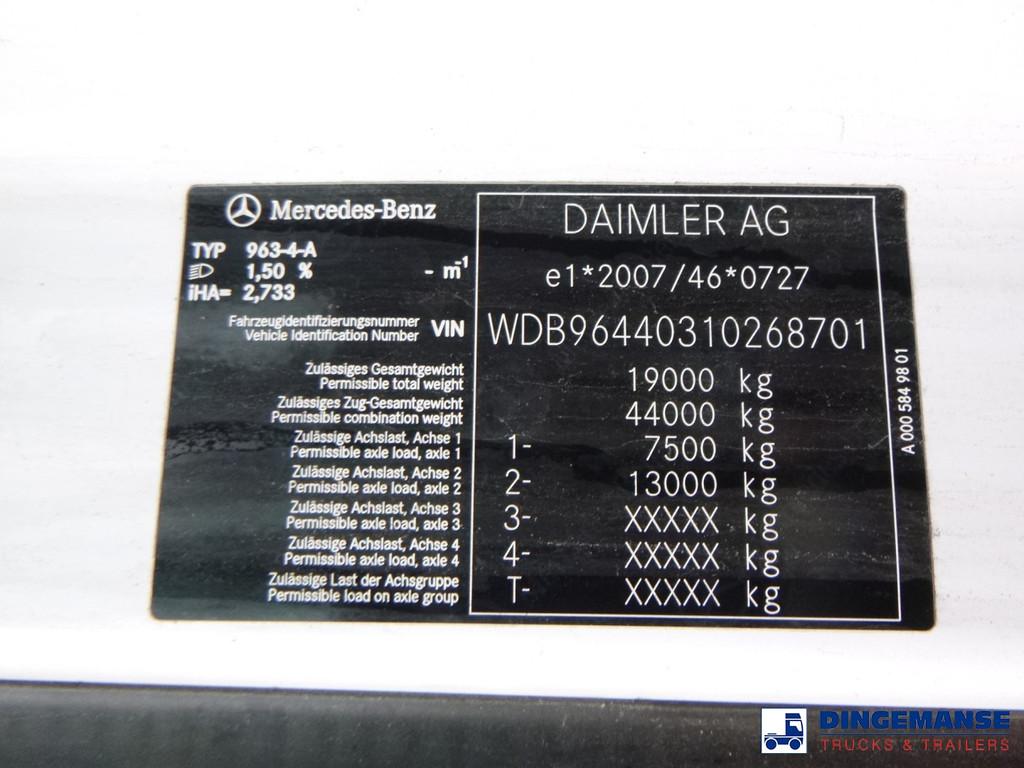 Mercedes-Benz
TYP 963-4-A
1,50 % - m⁻¹
iHA= 2,733
DAIMLER AG
e1*2007/46*0727
Fahrzeugidentifizierungsnummer
Vehicle Identification Number VIN WDB96440310268701
Zulässiges Gesamtgewicht
Permissible total weight 19000 kg
Zulässiges Zug-Gesamtgewicht
Permissible combination weight 44000 kg
Zulässige Achslast, Achse 1
Permissible axle load, axle 1 1- 7500 kg
Zulässige Achslast, Achse 2
Permissible axle load, axle 2 2- 13000 kg
Zulässige Achslast, Achse 3
Permissible axle load, axle 3 3- XXXXX kg
Zulässige Achslast, Achse 4
Permissible axle load, axle 4 4- XXXXX kg
Zulässige Last der Achsgruppe
Permissible load on axle group T- XXXXX kg
A 000 584 98 01
DINGEMANSE
TRUCKS & TRAILERS